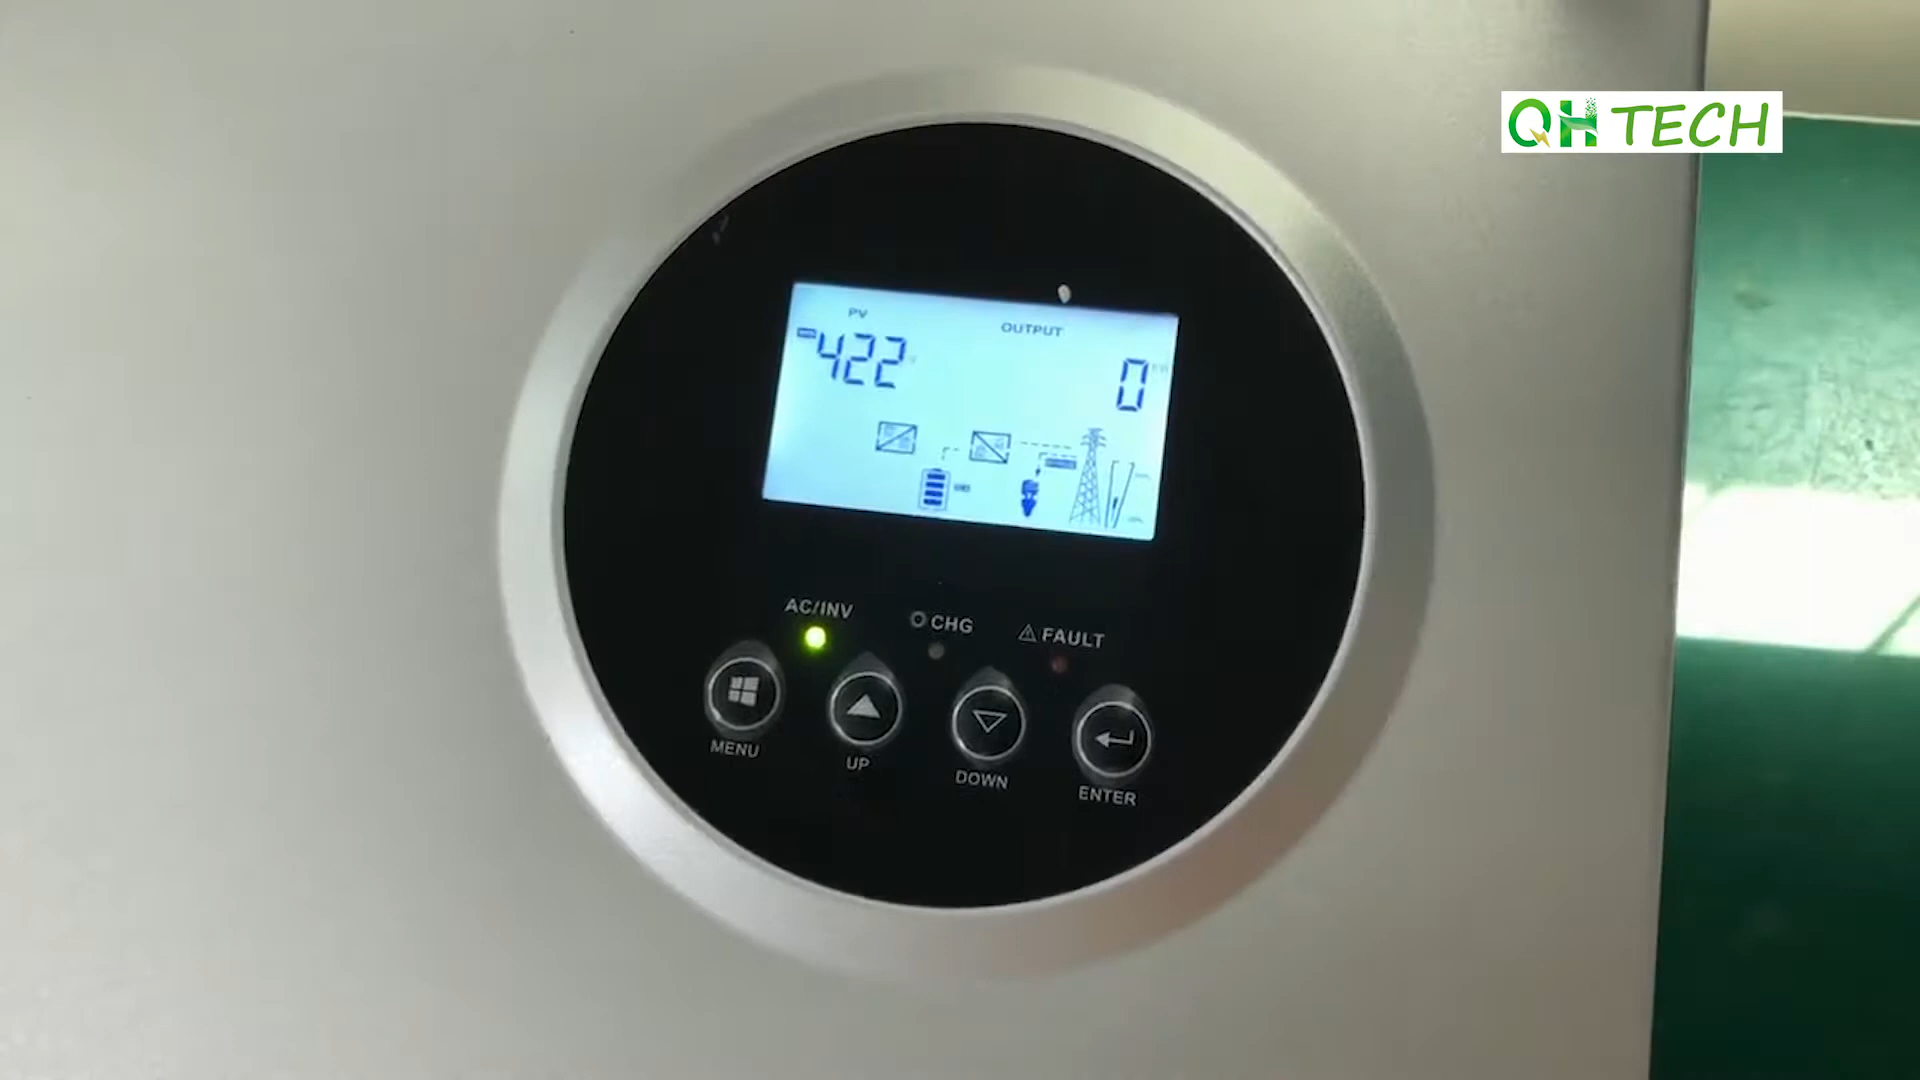 QH TECH
PV
OUTPUT
422
0
AC/INV
CHG
FAULT
MENU
UP
DOWN
ENTER